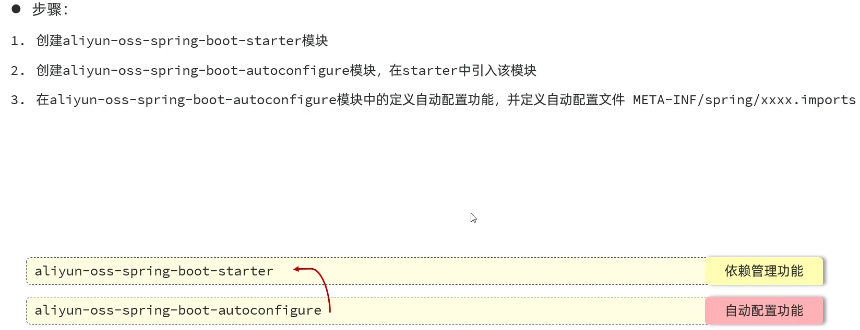 ● 步骤：
1. 创建aliyun-oss-spring-boot-starter模块
2. 创建aliyun-oss-spring-boot-autoconfigure模块，在starter中引入该模块
3. 在aliyun-oss-spring-boot-autoconfigure模块中的定义自动配置功能，并定义自动配置文件 META-INF/spring/xxxx.imports
aliyun-oss-spring-boot-starter 依赖管理功能
aliyun-oss-spring-boot-autoconfigure 自动配置功能